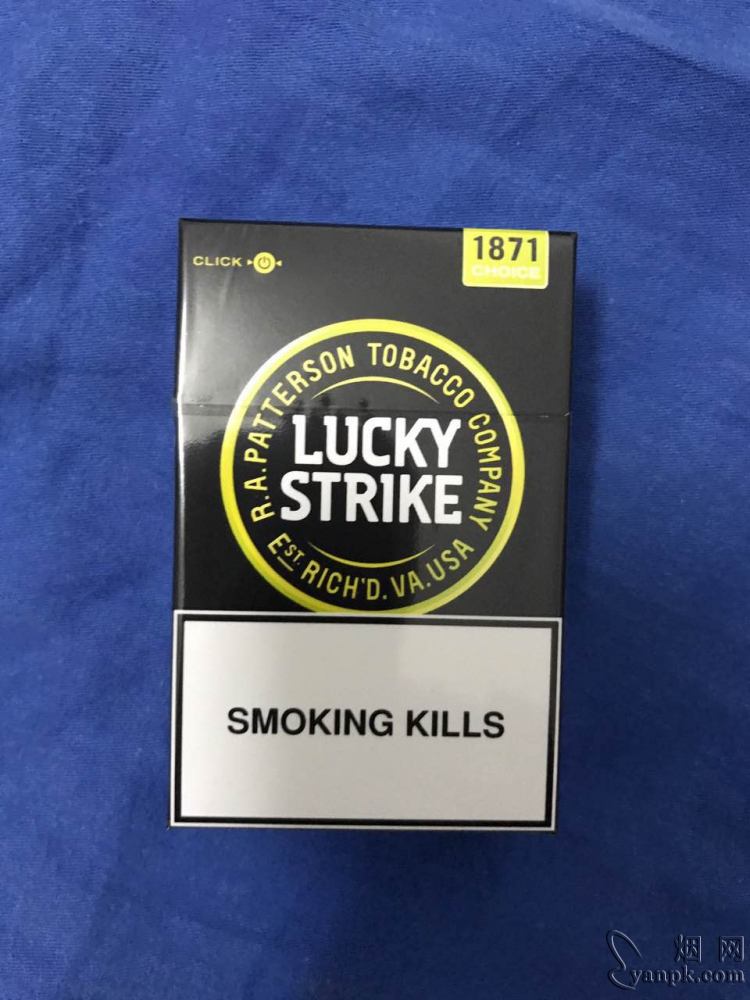 CLICK
1871
CHOICE
R.A.PATTERSON TOBACCO COMPANY
LUCKY
STRIKE
EST. RICH'D. VA. USA
SMOKING KILLS
烟网
yanpk.com